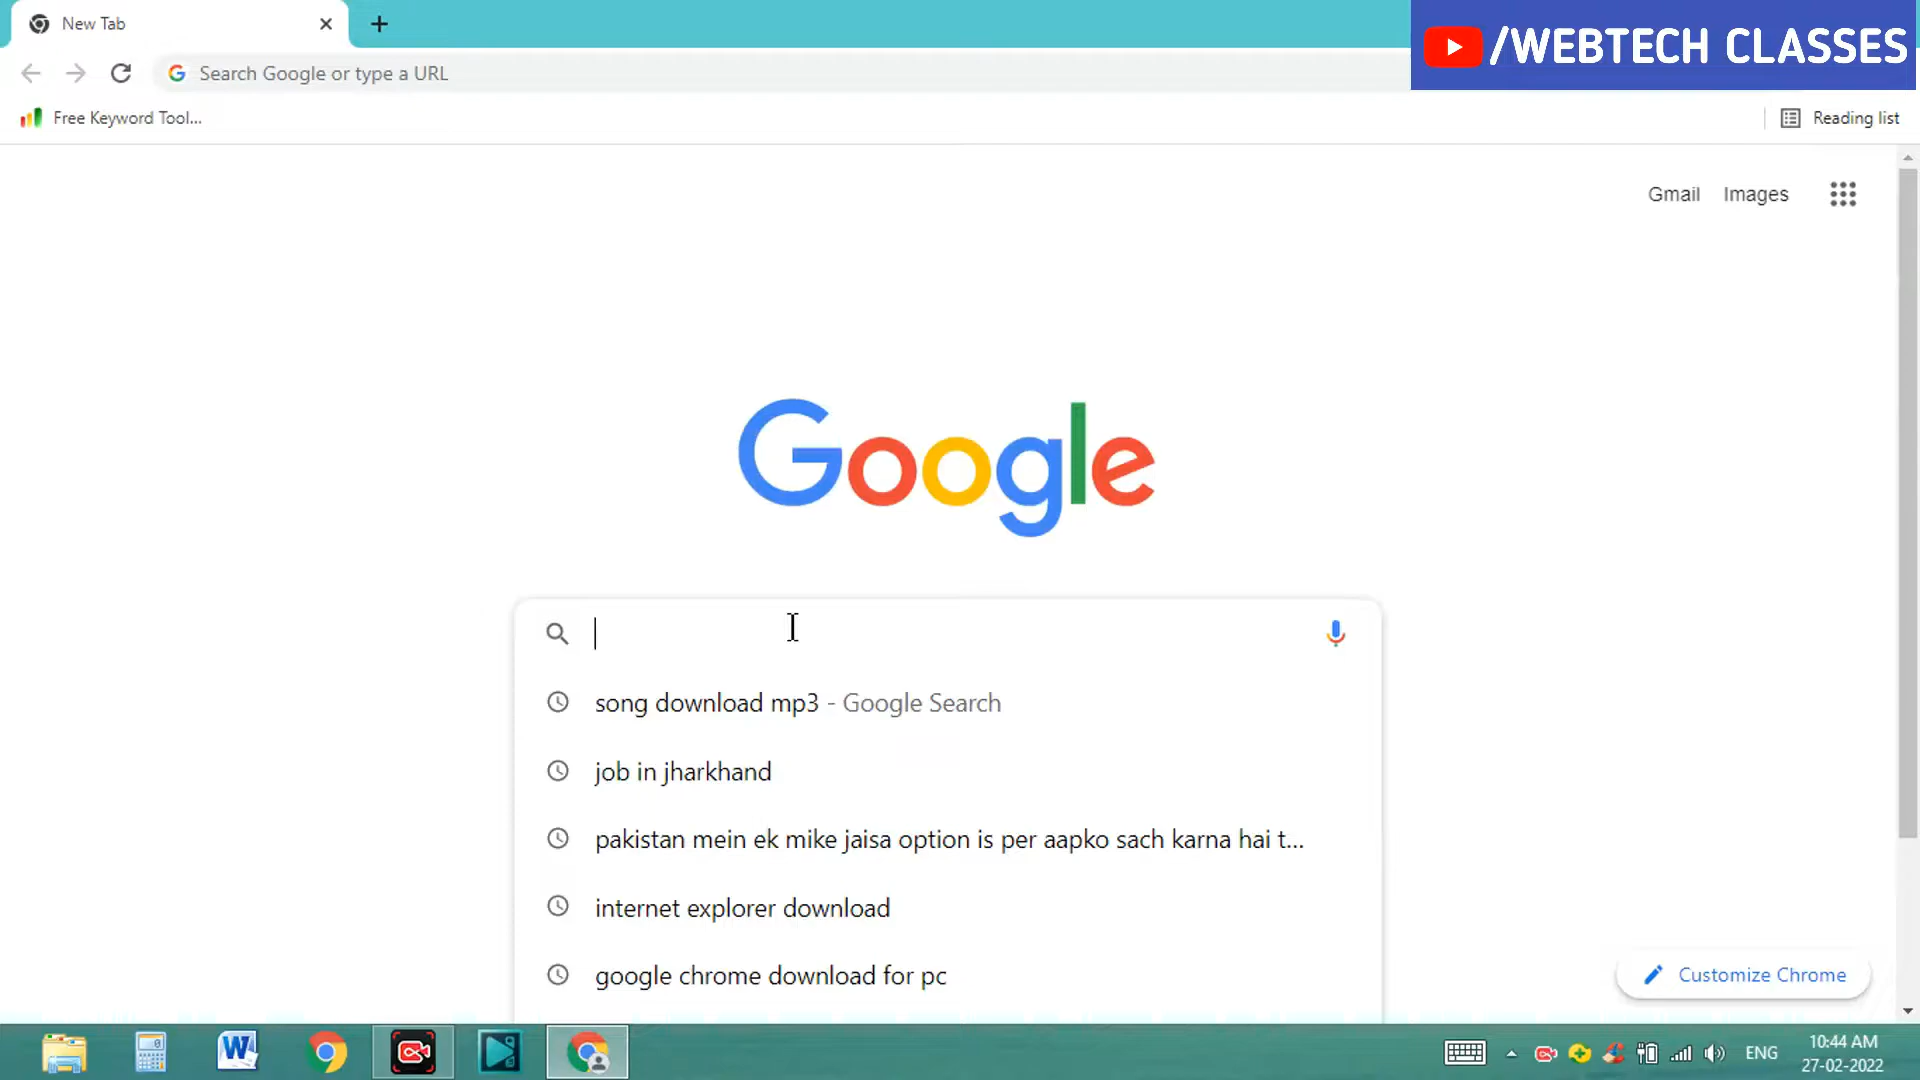 New Tab
/WEBTECH CLASSES
Search Google or type a URL
Free Keyword Tool...
Reading list
Gmail Images
Google
song download mp3 - Google Search
job in jharkhand
pakistan mein ek mike jaisa option is per aapko sach karna hai t...
internet explorer download
google chrome download for pc
Customize Chrome
ENG
10:44 AM
27-02-2022